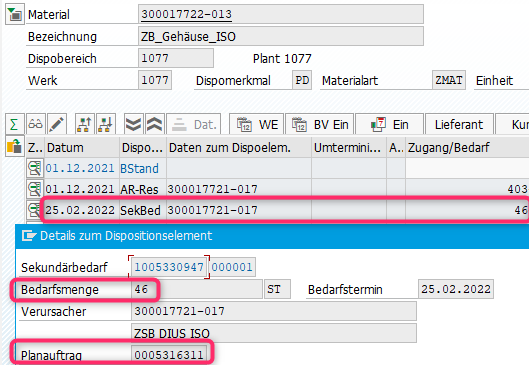 Material 300017722-013
Bezeichnung ZB_Gehäuse_ISO
Dispobereich 1077 Plant 1077
Werk 1077 Dispomerkmal PD Materialart ZMAT Einheit
Σ Dat. WE BV Ein Ein Lieferant Kur
Z.. Datum Dispo... Daten zum Dispoelem. Umtermini... A.. Zugang/Bedarf
01.12.2021 BStand
01.12.2021 AR-Res 300017721-017 403
25.02.2022 SekBed 300017721-017 46
Details zum Dispositionselement
Sekundärbedarf 1005330947 000001
Bedarfsmenge 46 ST Bedarfstermin 25.02.2022
Verursacher 300017721-017
ZSB DIUS ISO
Planauftrag 0005316311